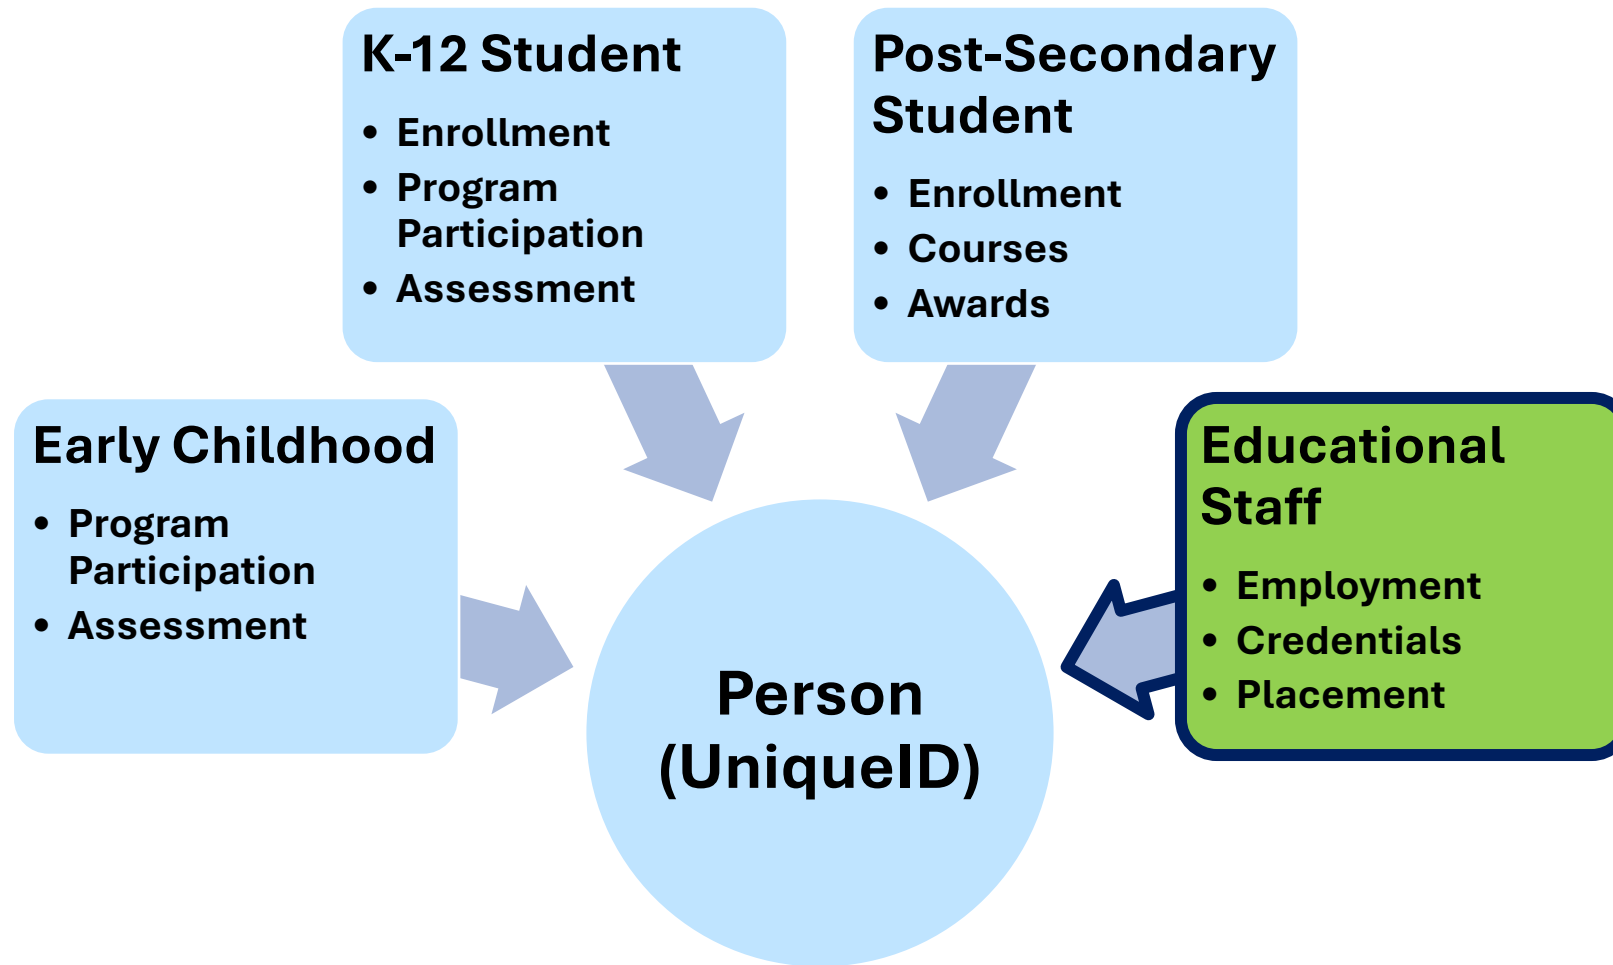 K-12 Student
• Enrollment
• Program
Participation
• Assessment
Post-Secondary
Student
• Enrollment
• Courses
• Awards
Early Childhood
• Program
Participation
• Assessment
Educational
Staff
• Employment
• Credentials
• Placement
Person
(UniqueID)